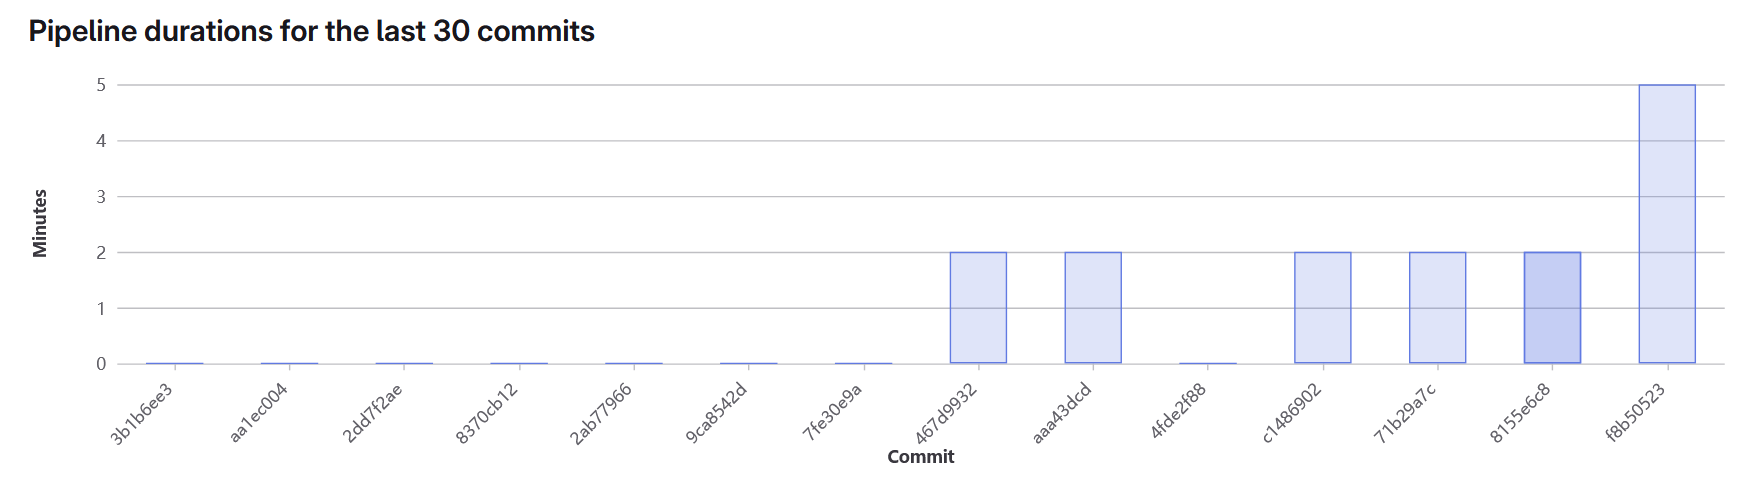 Pipeline durations for the last 30 commits
Minutes
5
4
3
2
1
0
3b1b6ee3
aa1ec004
2dd7f2ae
8370cb12
2ab77966
9ca8542d
7fe30e9a
467d9932
aaa43dcd
4fde2f88
c1486902
71b29a7c
8155e6c8
f8b50523
Commit